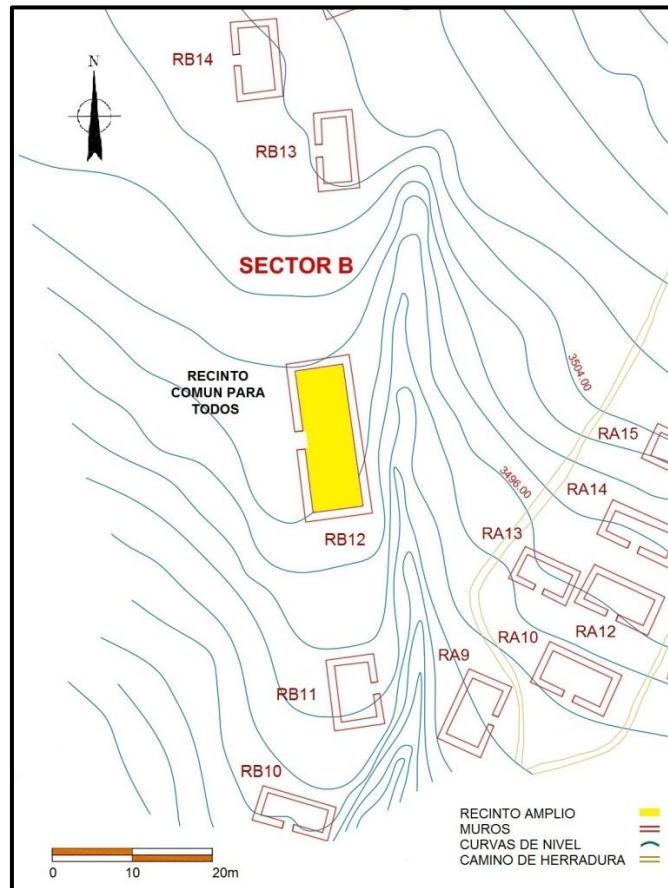 RB14
N
RB13
SECTOR B
RECINTO
COMUN PARA
TODOS
3504.00
RA15
3496.00
RA14
RB12
RA13
RA12
RA10
RA9
RB11
RB10
RECINTO AMPLIO
MUROS
CURVAS DE NIVEL
CAMINO DE HERRADURA
0 10 20m